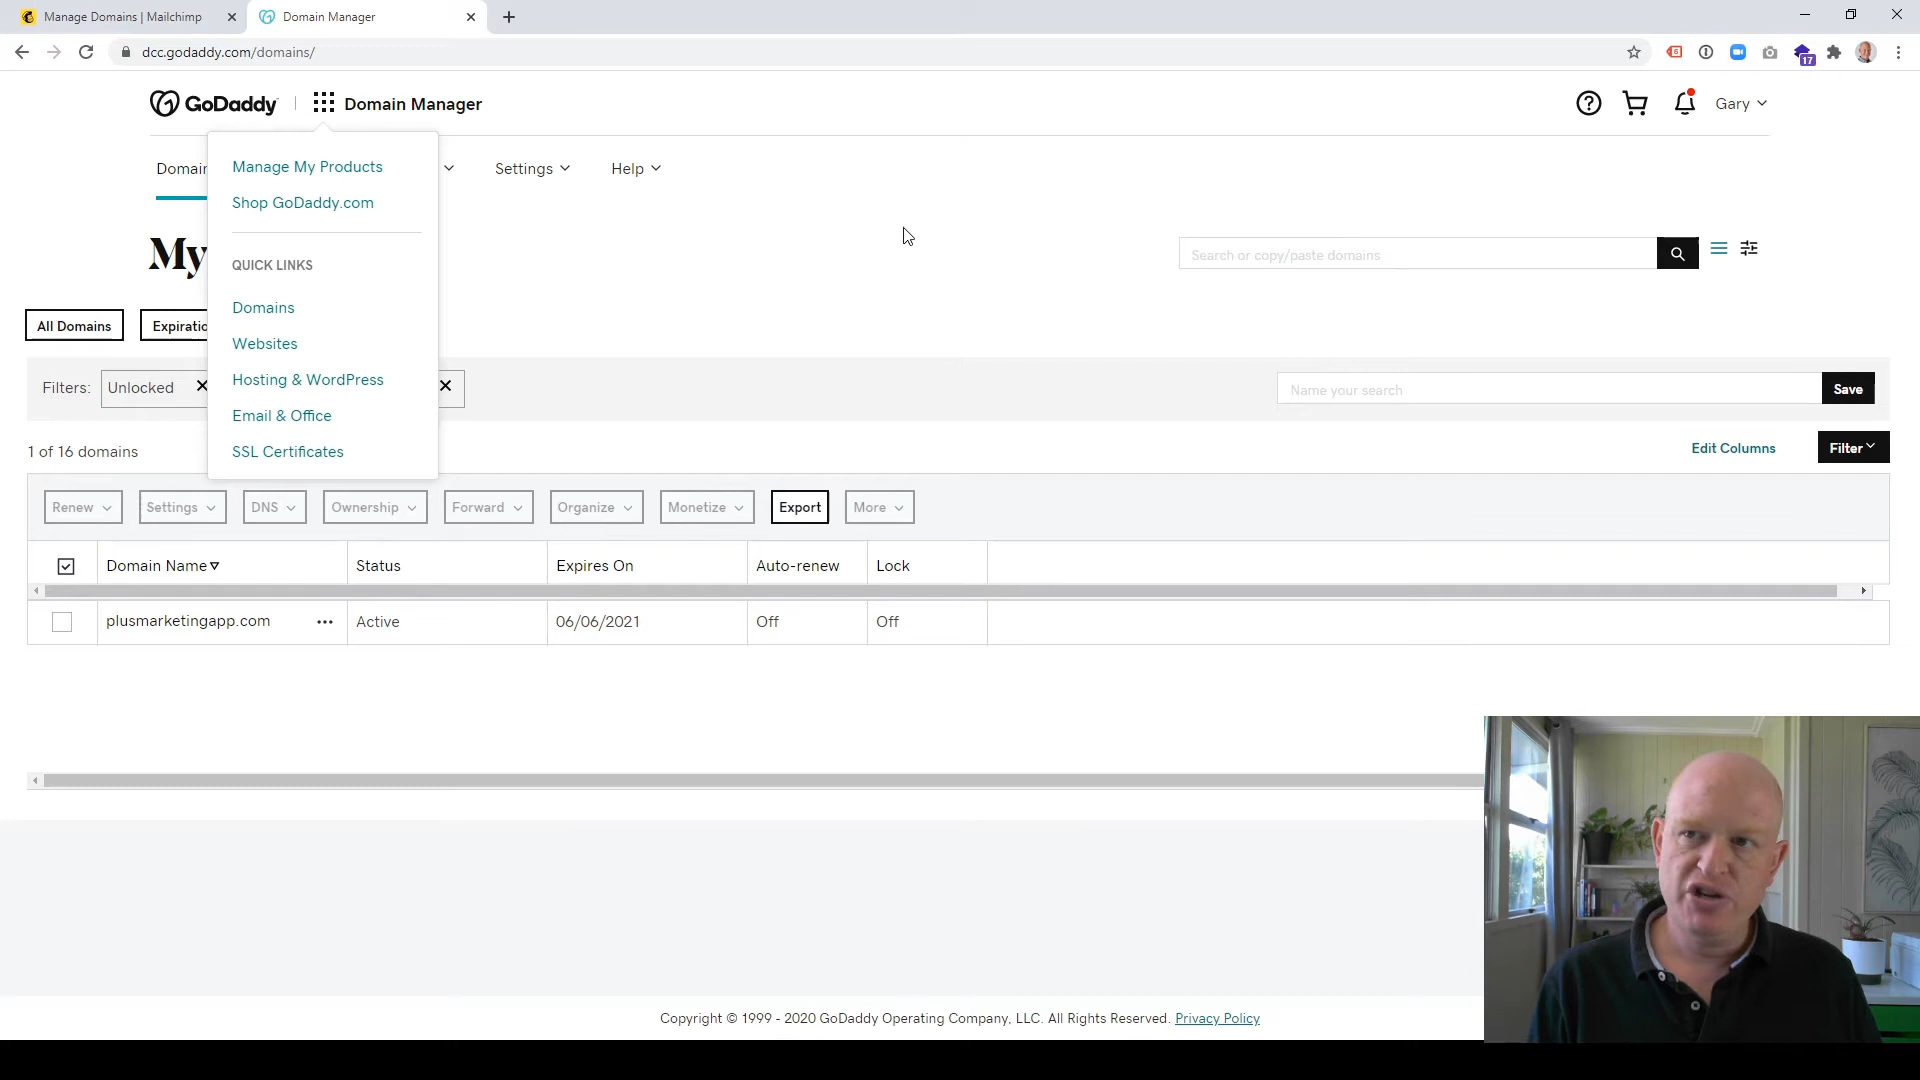 Manage Domains | Mailchimp
Domain Manager
dcc.godaddy.com/domains/
17
GoDaddy
Domain Manager
Gary
Domain
Settings
Help
Manage My Products
Shop GoDaddy.com
My
QUICK LINKS
Search or copy/paste domains
Domains
Websites
Hosting & WordPress
Email & Office
SSL Certificates
All Domains
Expiratio
Filters:
Unlocked
Name your search
Save
1 of 16 domains
Edit Columns
Filter
Renew
Settings
DNS
Ownership
Forward
Organize
Monetize
Export
More
Domain Name
Status
Expires On
Auto-renew
Lock
plusmarketingapp.com
Active
06/06/2021
Off
Off
Copyright © 1999 - 2020 GoDaddy Operating Company, LLC. All Rights Reserved. Privacy Policy